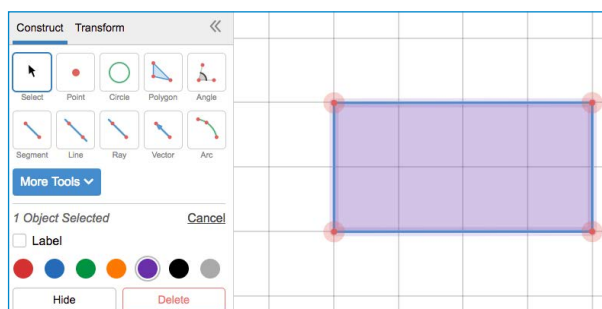 Construct Transform
Select Point Circle Polygon Angle
Segment Line Ray Vector Arc
More Tools
1 Object Selected Cancel
Label
Hide Delete